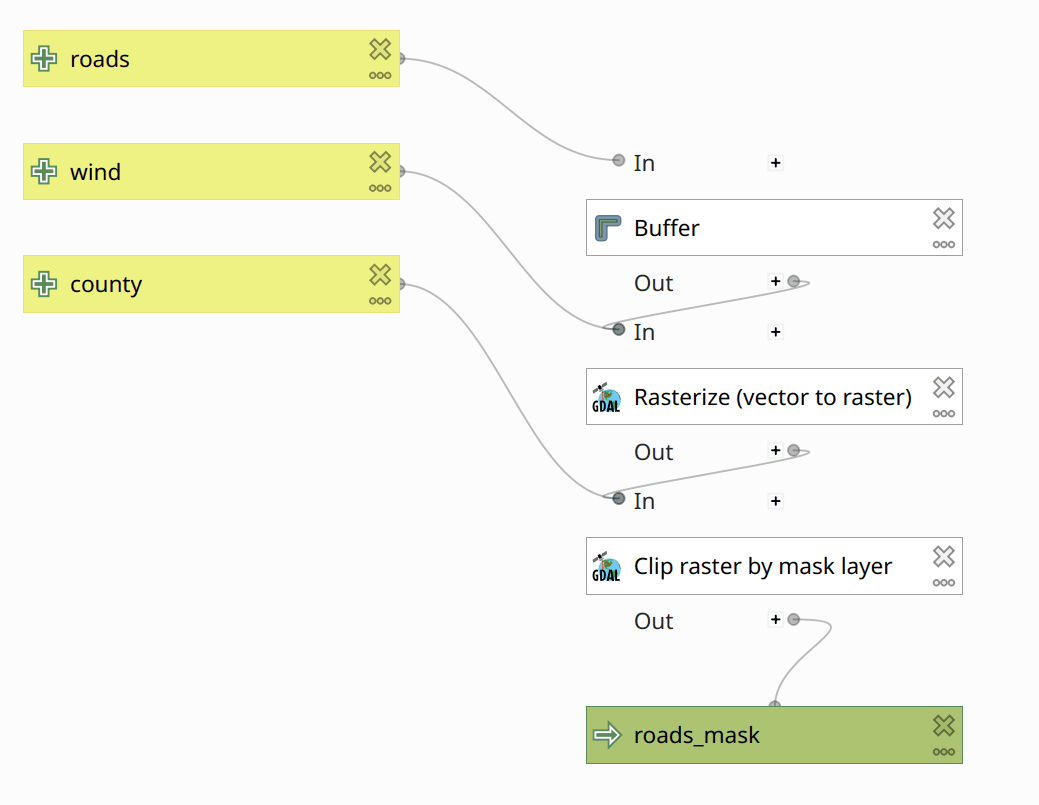 roads
wind
county
In
Buffer
Out
In
GDAL Rasterize (vector to raster)
Out
In
GDAL Clip raster by mask layer
Out
roads_mask